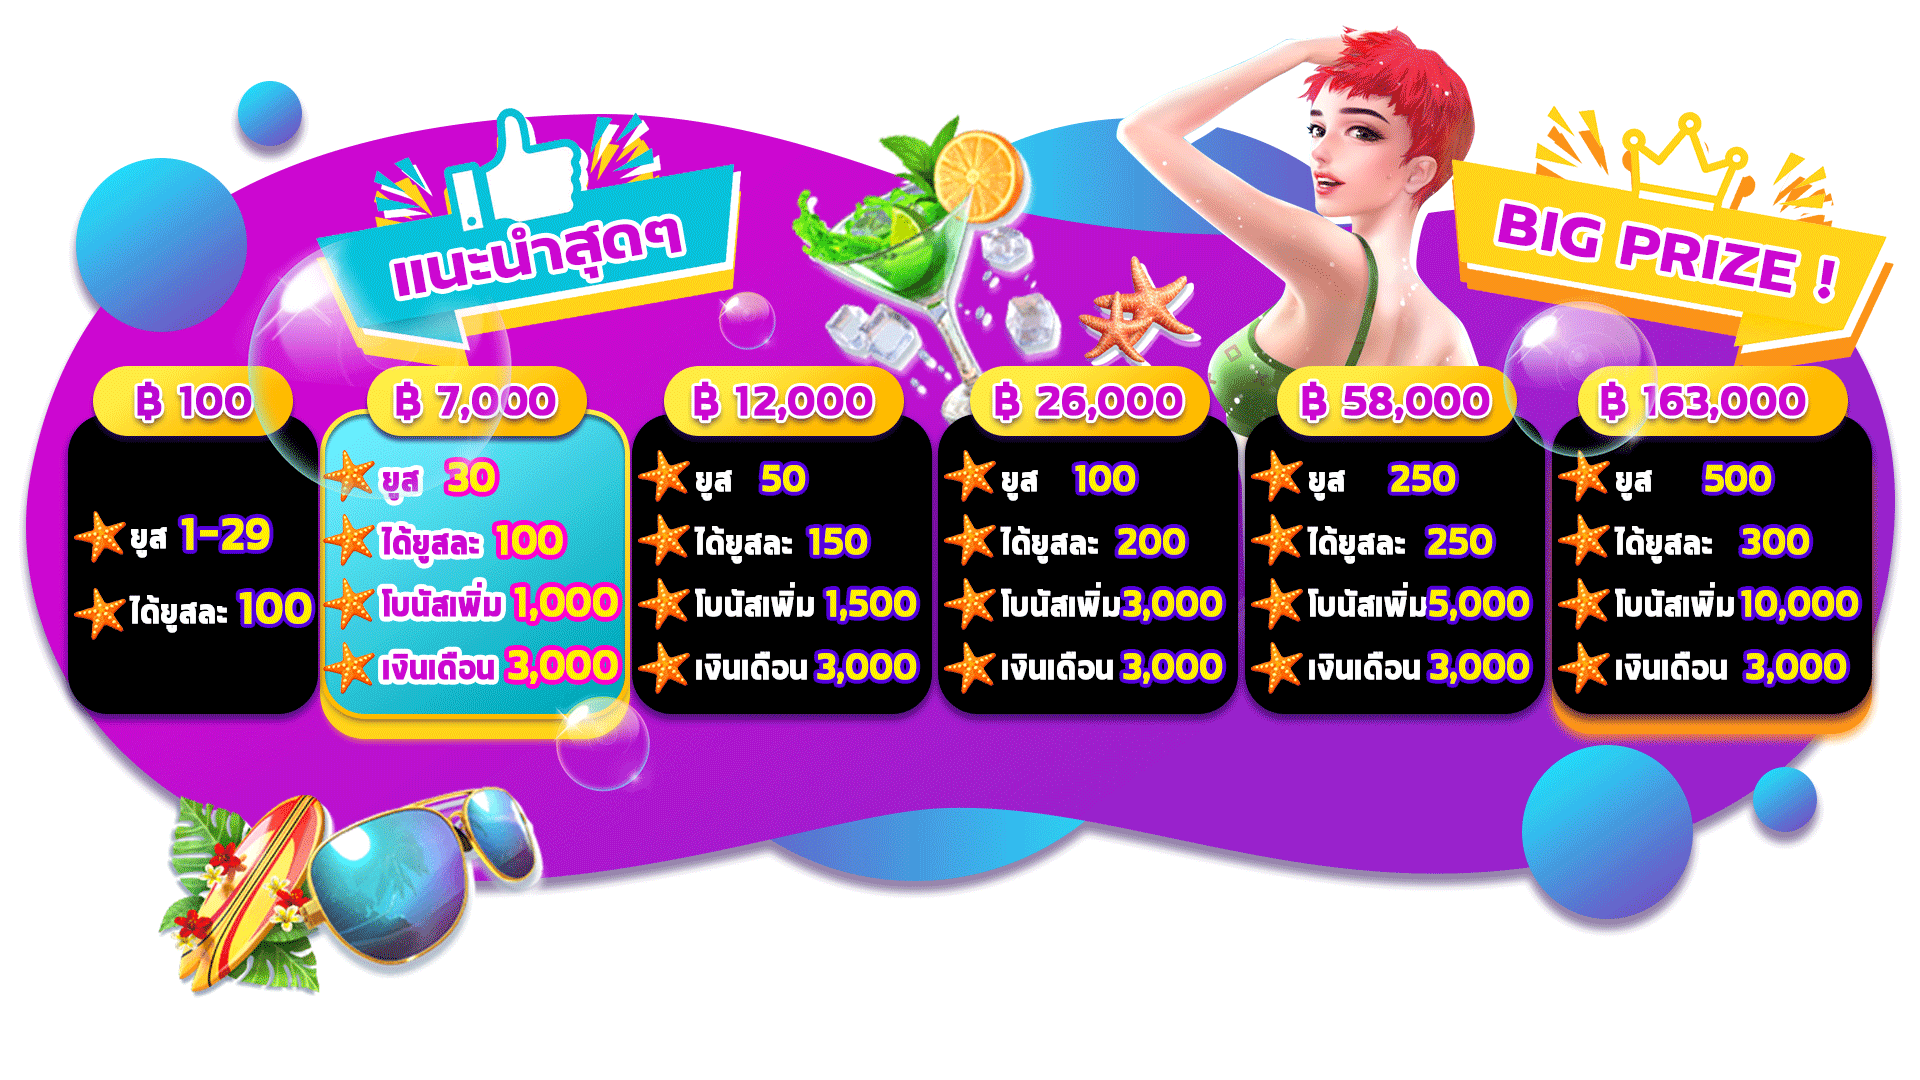 แนะนำสุดๆ
BIG PRIZE !
฿ 100
ยูส 1-29
ได้ยูสละ 100
฿ 7,000
ยูส 30
ได้ยูสละ 100
โบนัสเพิ่ม 1,000
เงินเดือน 3,000
฿ 12,000
ยูส 50
ได้ยูสละ 150
โบนัสเพิ่ม 1,500
เงินเดือน 3,000
฿ 26,000
ยูส 100
ได้ยูสละ 200
โบนัสเพิ่ม 3,000
เงินเดือน 3,000
฿ 58,000
ยูส 250
ได้ยูสละ 250
โบนัสเพิ่ม 5,000
เงินเดือน 3,000
฿ 163,000
ยูส 500
ได้ยูสละ 300
โบนัสเพิ่ม 10,000
เงินเดือน 3,000